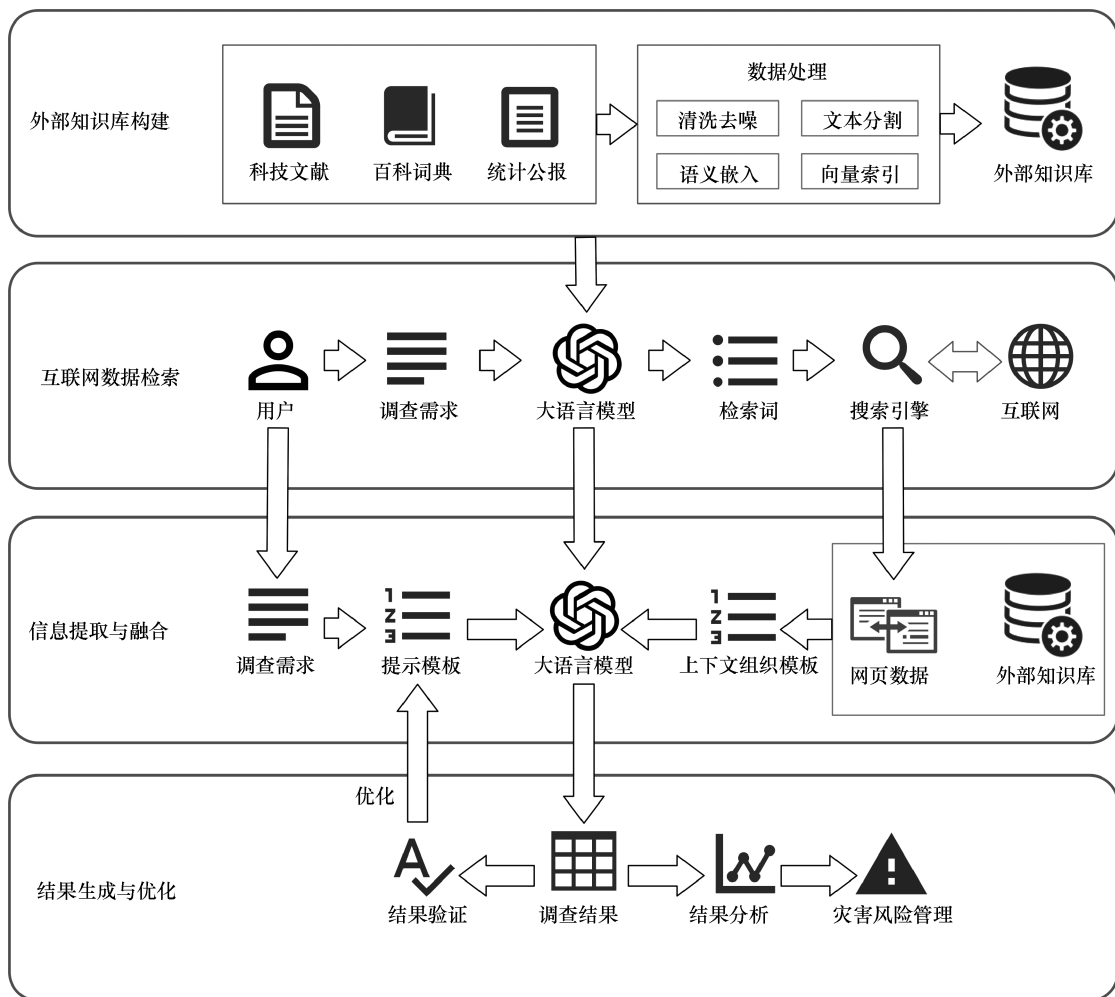 外部知识库构建
科技文献
百科词典
统计公报
数据处理
清洗去噪
文本分割
语义嵌入
向量索引
外部知识库
互联网数据检索
用户
调查需求
大语言模型
检索词
搜索引擎
互联网
信息提取与融合
调查需求
1
2
3
提示模板
大语言模型
1
2
3
上下文组织模板
网页数据
外部知识库
结果生成与优化
优化
A
结果验证
调查结果
结果分析
灾害风险管理